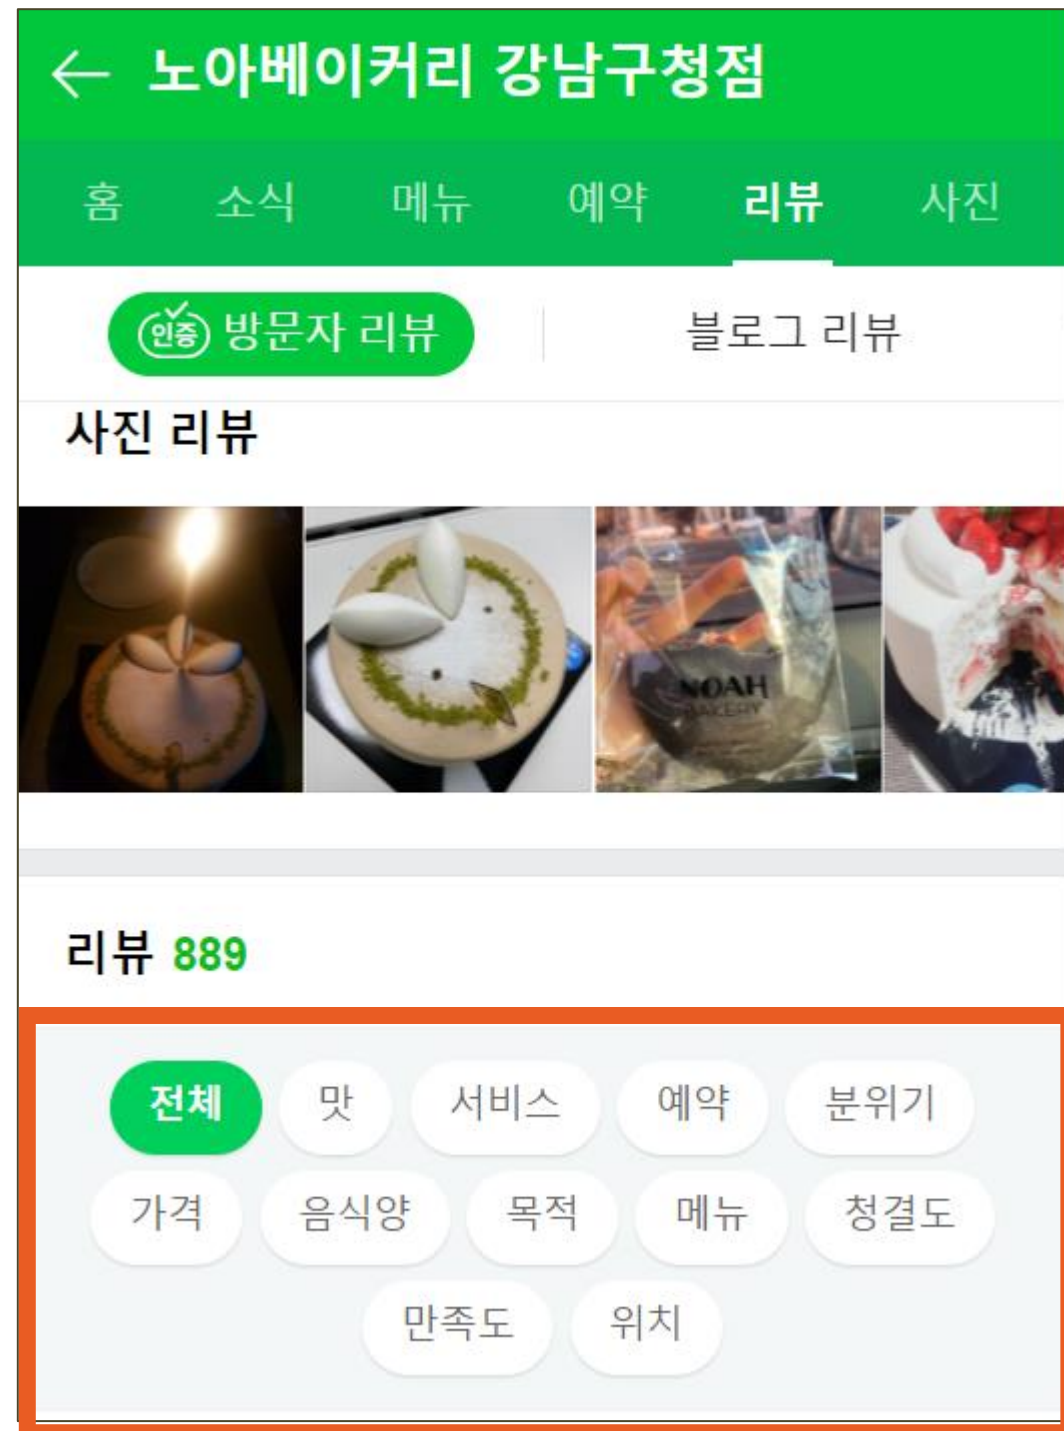 ← 노아베이커리 강남구청점
홈 소식 메뉴 예약 리뷰 사진
인증 방문자 리뷰 블로그 리뷰
사진 리뷰
NOAH
BAKERY
리뷰 889
전체 맛 서비스 예약 분위기
가격 음식양 목적 메뉴 청결도
만족도 위치